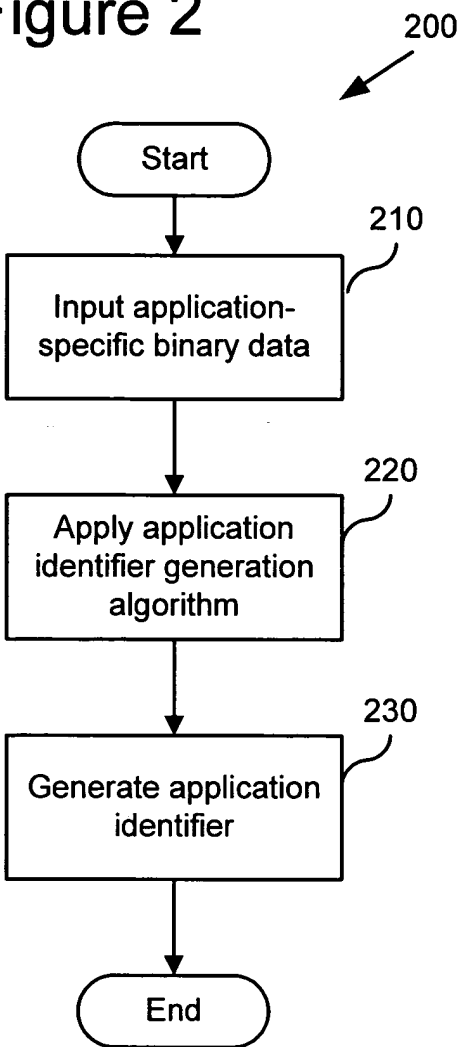 Figure 2
200
Start
210
Input application-
specific binary data
220
Apply application
identifier generation
algorithm
230
Generate application
identifier
End